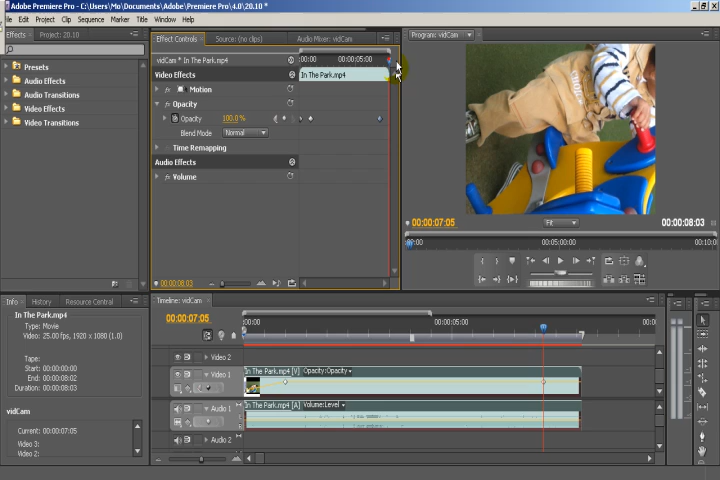 Adobe Premiere Pro - C:\Users\Mo\Documents\Adobe\Premiere Pro\4.0\20.10 *
File Edit Project Clip Sequence Marker Title Window Help
Effects × Project: 20.10
Presets
Audio Effects
Audio Transitions
Video Effects
Video Transitions
Effect Controls × Source: (no clips) Audio Mixer: vidCam
vidCam * In The Park.mp4
:00:00 00:00:05:00
Video Effects
In The Park.mp4
fx Motion
fx Opacity
Opacity 100.0 %
Blend Mode Normal
Time Remapping
Audio Effects
fx Volume
00:00:08:03
Program: vidCam
00:00:07:05 Fit 00:00:08:03
00:00 00:05:00 00:10:0
Info × History Resource Central
In The Park.mp4
Type: Movie
Video: 25.00 fps, 1920 x 1080 (1.0)
Tape:
Start: 00:00:00:00
End: 00:00:08:02
Duration: 00:00:08:03
vidCam
Current: 00:00:07:05
Video 3:
Video 2:
Timeline: vidCam ×
00:00:07:05
:00:00 00:00:05:00 00:0
Video 2
Video 1
In The Park.mp4 [V] Opacity:Opacity
Audio 1
In The Park.mp4 [A] Volume:Level
Audio 2